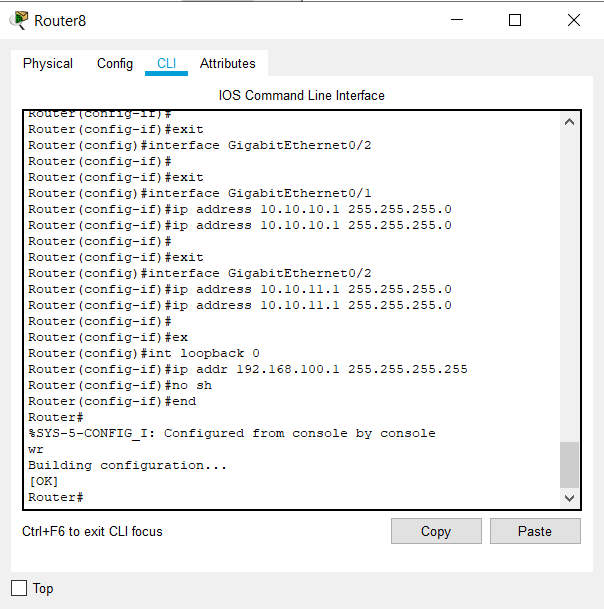 Router8
Physical Config CLI Attributes
IOS Command Line Interface
Router(config-if)#
Router(config-if)#exit
Router(config)#interface GigabitEthernet0/2
Router(config-if)#
Router(config-if)#exit
Router(config)#interface GigabitEthernet0/1
Router(config-if)#ip address 10.10.10.1 255.255.255.0
Router(config-if)#ip address 10.10.10.1 255.255.255.0
Router(config-if)#
Router(config-if)#exit
Router(config)#interface GigabitEthernet0/2
Router(config-if)#ip address 10.10.11.1 255.255.255.0
Router(config-if)#ip address 10.10.11.1 255.255.255.0
Router(config-if)#
Router(config-if)#ex
Router(config)#int loopback 0
Router(config-if)#ip addr 192.168.100.1 255.255.255.255
Router(config-if)#no sh
Router(config-if)#end
Router#
%SYS-5-CONFIG_I: Configured from console by console
wr
Building configuration...
[OK]
Router#
Ctrl+F6 to exit CLI focus Copy Paste
Top